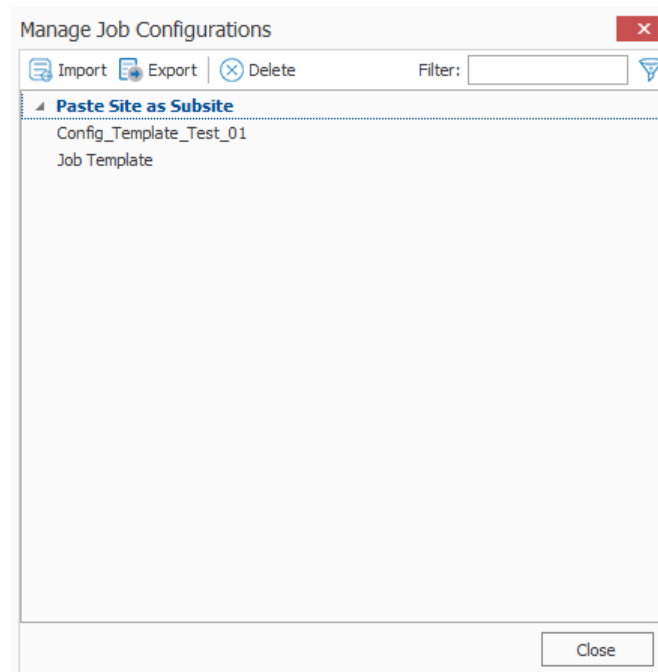 Manage Job Configurations
Import Export Delete Filter:
Paste Site as Subsite
Config_Template_Test_01
Job Template
Close